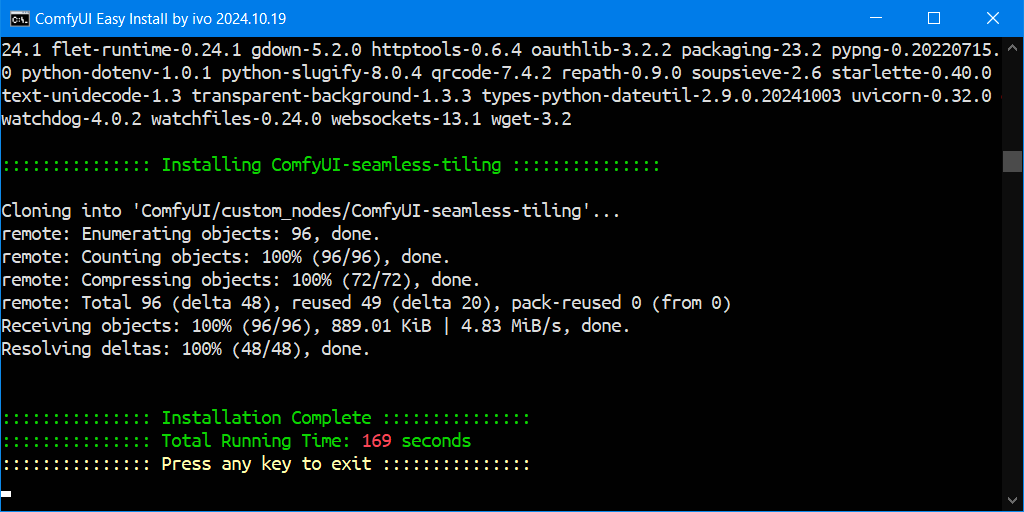 ComfyUI Easy Install by ivo 2024.10.19
24.1 flet-runtime-0.24.1 gdown-5.2.0 httptools-0.6.4 oauthlib-3.2.2 packaging-23.2 pypng-0.20220715.
0 python-dotenv-1.0.1 python-slugify-8.0.4 qrcode-7.4.2 repath-0.9.0 soupsieve-2.6 starlette-0.40.0
text-unidecode-1.3 transparent-background-1.3.3 types-python-dateutil-2.9.0.20241003 uvicorn-0.32.0
watchdog-4.0.2 watchfiles-0.24.0 websockets-13.1 wget-3.2
::::::::::::::: Installing ComfyUI-seamless-tiling :::::::::::::::
Cloning into 'ComfyUI/custom_nodes/ComfyUI-seamless-tiling'...
remote: Enumerating objects: 96, done.
remote: Counting objects: 100% (96/96), done.
remote: Compressing objects: 100% (72/72), done.
remote: Total 96 (delta 48), reused 49 (delta 20), pack-reused 0 (from 0)
Receiving objects: 100% (96/96), 889.01 KiB | 4.83 MiB/s, done.
Resolving deltas: 100% (48/48), done.
::::::::::::::: Installation Complete :::::::::::::::
::::::::::::::: Total Running Time: 169 seconds
::::::::::::::: Press any key to exit :::::::::::::::